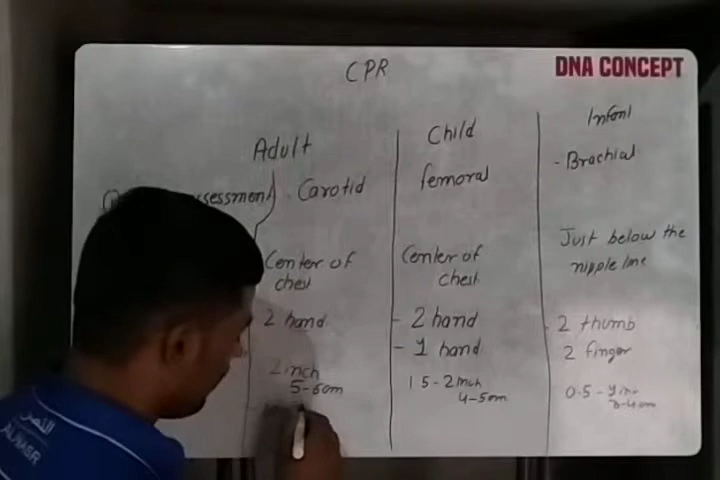 CPR
DNA CONCEPT
Adult
Child
Infant
Carotid
femoral
- Brachial
Center of
chest
Center of
chest
Just below the
nipple line
2 hand
- 2 hand
- 1 hand
2 thumb
2 finger
2 inch
5-6cm
1.5-2 inch
4-5cm
0.5-
النصر
ALNASR